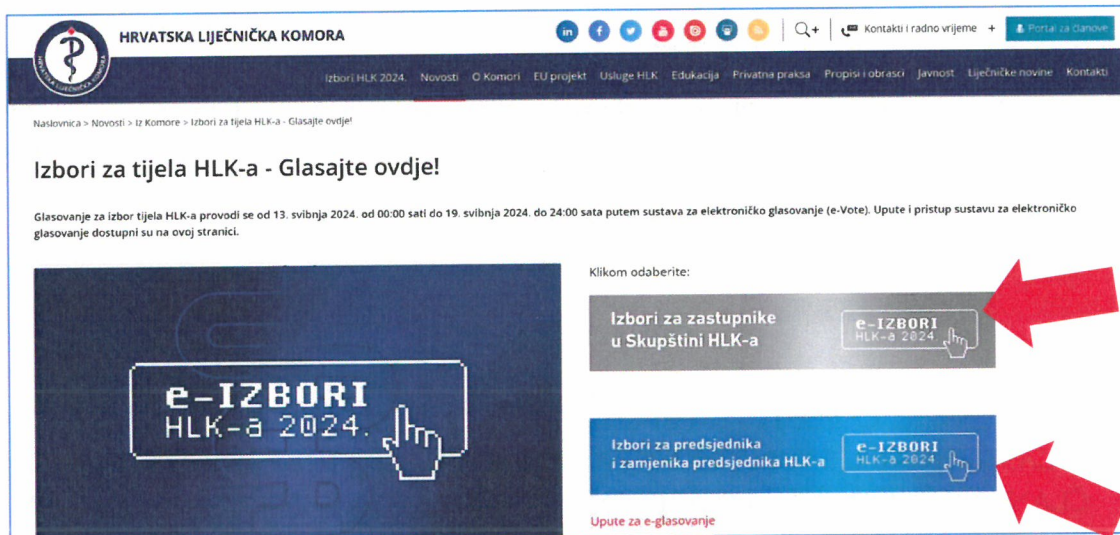 HRVATSKA LIJEČNIČKA KOMORA
Kontakti i radno vrijeme +
Portal za članove
Izbori HLK 2024. Novosti O Komori EU projekt Usluge HLK Edukacija Privatna praksa Propisi i obrasci Javnost Liječničke novine Kontakti
HRVATSKA LIJEČNIČKA KOMORA
Naslovnica > Novosti > Iz Komore > Izbori za tijela HLK-a - Glasajte ovdje!
Izbori za tijela HLK-a - Glasajte ovdje!
Glasovanje za izbor tijela HLK-a provodi se od 13. svibnja 2024. od 00:00 sati do 19. svibnja 2024. do 24:00 sata putem sustava za elektroničko glasovanje (e-Vote). Upute i pristup sustavu za elektroničko
glasovanje dostupni su na ovoj stranici.
e-IZBORI
HLK-a 2024.
Klikom odaberite:
Izbori za zastupnike
u Skupštini HLK-a
e-IZBORI
HLK-a 2024.
Izbori za predsjednika
i zamjenika predsjednika HLK-a
e-IZBORI
HLK-a 2024.
Upute za e-glasovanje